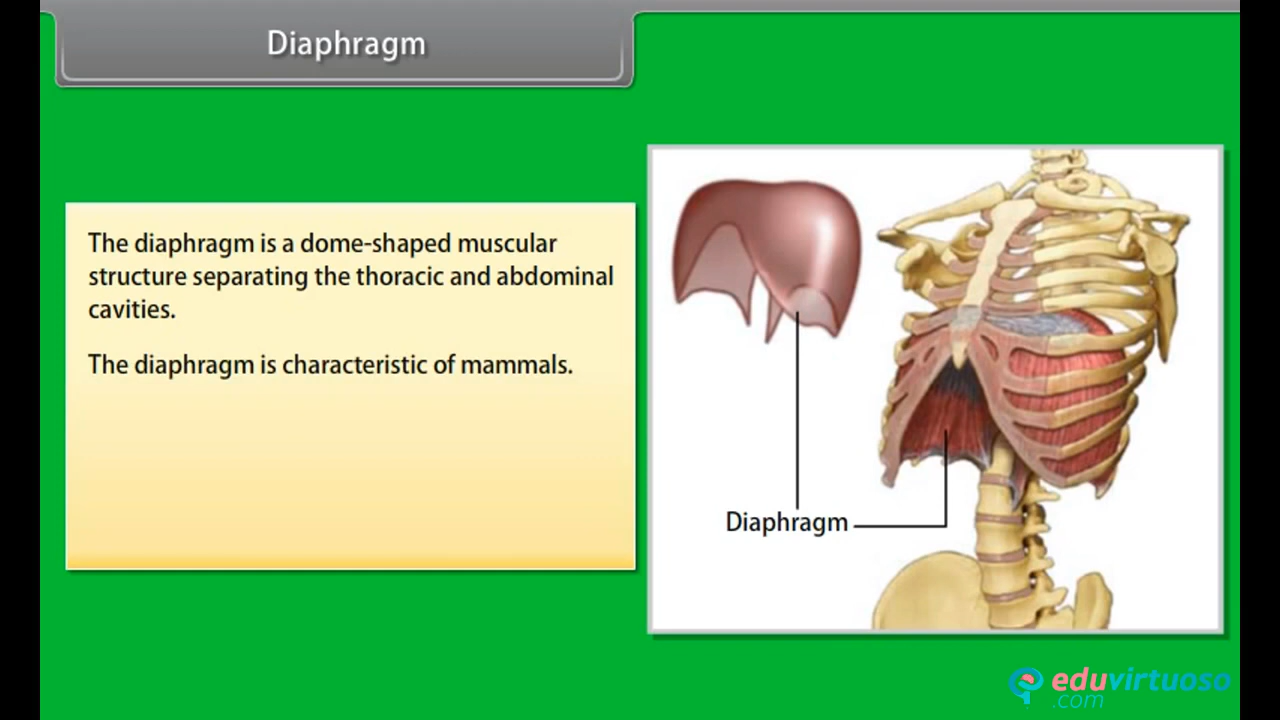 Diaphragm
The diaphragm is a dome-shaped muscular
structure separating the thoracic and abdominal
cavities.
The diaphragm is characteristic of mammals.
Diaphragm
eduvirtuoso
.com